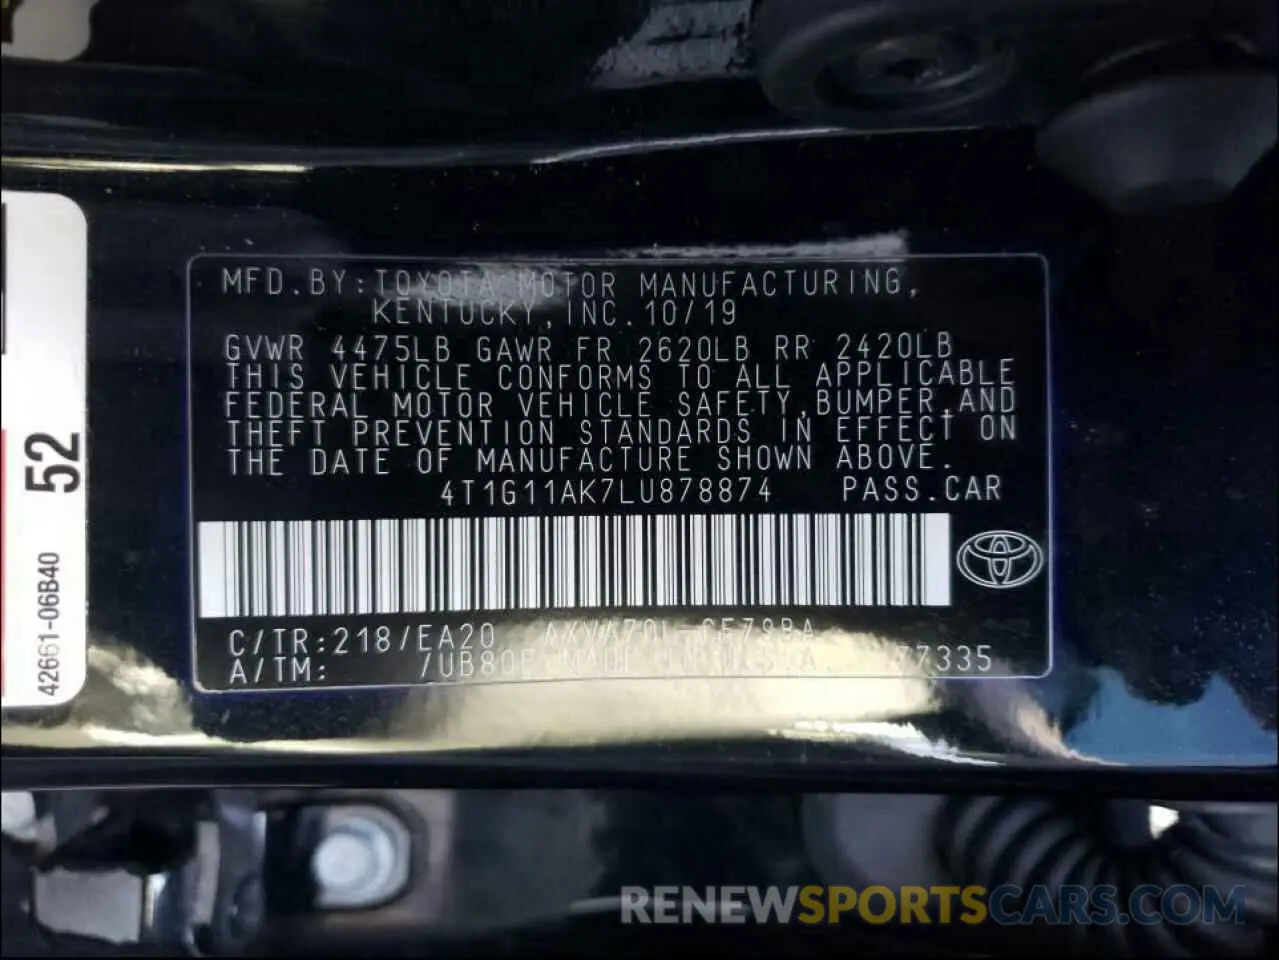 MFD.BY:TOYOTA MOTOR MANUFACTURING,
KENTUCKY,INC.10/19
GVWR 4475LB GAWR FR 2620LB RR 2420LB
THIS VEHICLE CONFORMS TO ALL APPLICABLE
FEDERAL MOTOR VEHICLE SAFETY,BUMPER,AND
THEFT PREVENTION STANDARDS IN EFFECT ON
THE DATE OF MANUFACTURE SHOWN ABOVE.
4T1G11AK7LU878874 PASS.CAR
C/TR:218/EA20
A/TM: MADE
52
42661-06B40
RENEWSPORTSCARS.COM